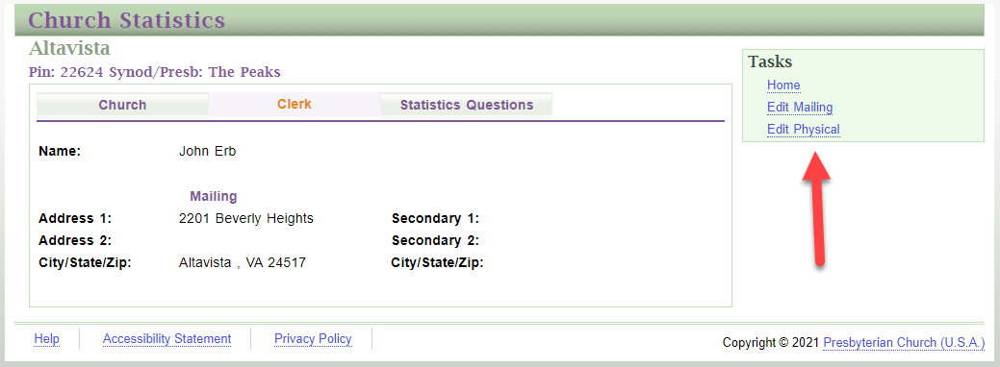 Church Statistics
Altavista
Pin: 22624 Synod/Presb: The Peaks
Church Clerk Statistics Questions
Name: John Erb
Mailing
Address 1: 2201 Beverly Heights Secondary 1:
Address 2: Secondary 2:
City/State/Zip: Altavista , VA 24517 City/State/Zip:
Tasks
Home
Edit Mailing
Edit Physical
Help Accessibility Statement Privacy Policy
Copyright © 2021 Presbyterian Church (U.S.A.)